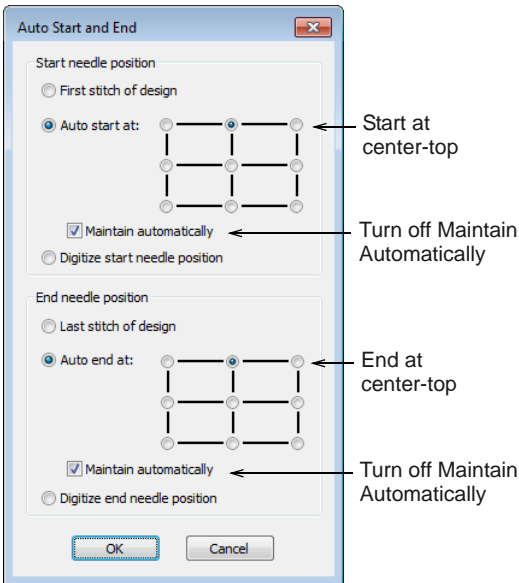 Auto Start and End
Start needle position
First stitch of design
Auto start at:
Start at
center-top
Maintain automatically
Turn off Maintain
Automatically
Digitize start needle position
End needle position
Last stitch of design
Auto end at:
End at
center-top
Maintain automatically
Turn off Maintain
Automatically
Digitize end needle position
OK
Cancel